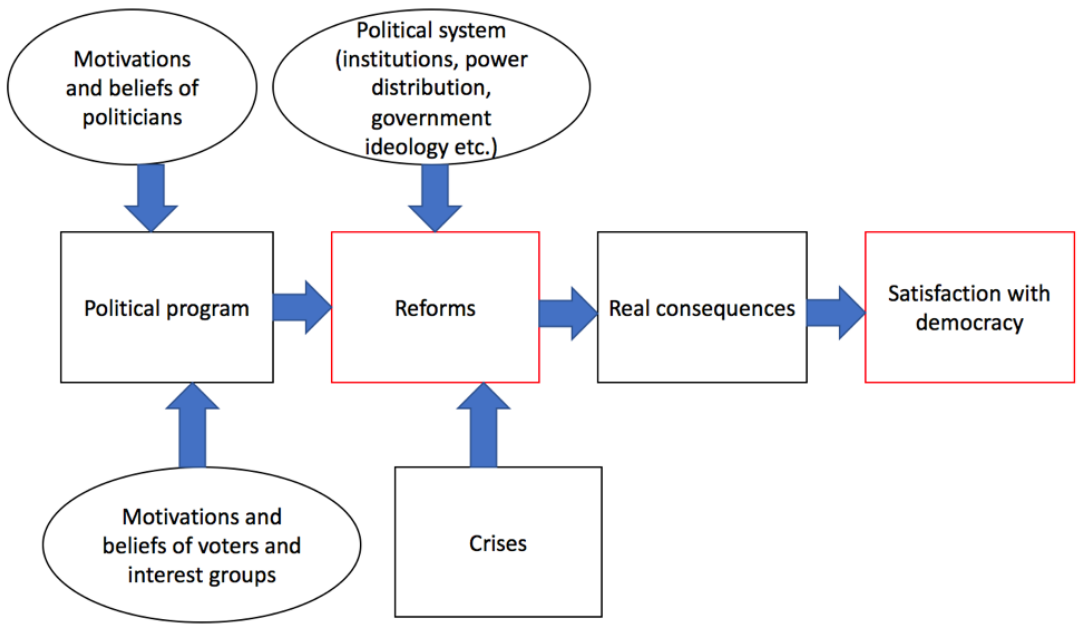 Motivations
and beliefs of
politicians
Political system
(institutions, power
distribution,
government
ideology etc.)
Political program
Reforms
Real consequences
Satisfaction with
democracy
Motivations and
beliefs of voters and
interest groups
Crises